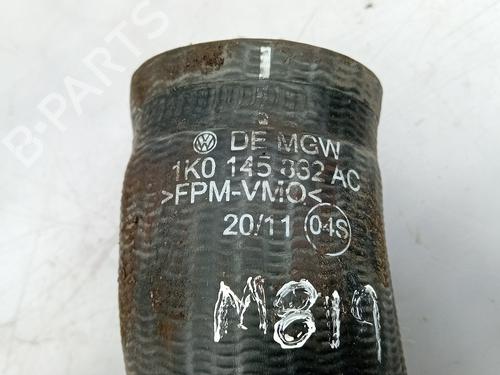 DE MGW
1K0 145 832 AC
>FPM-VMQ<
20/11 04S
M819
B-PARTS